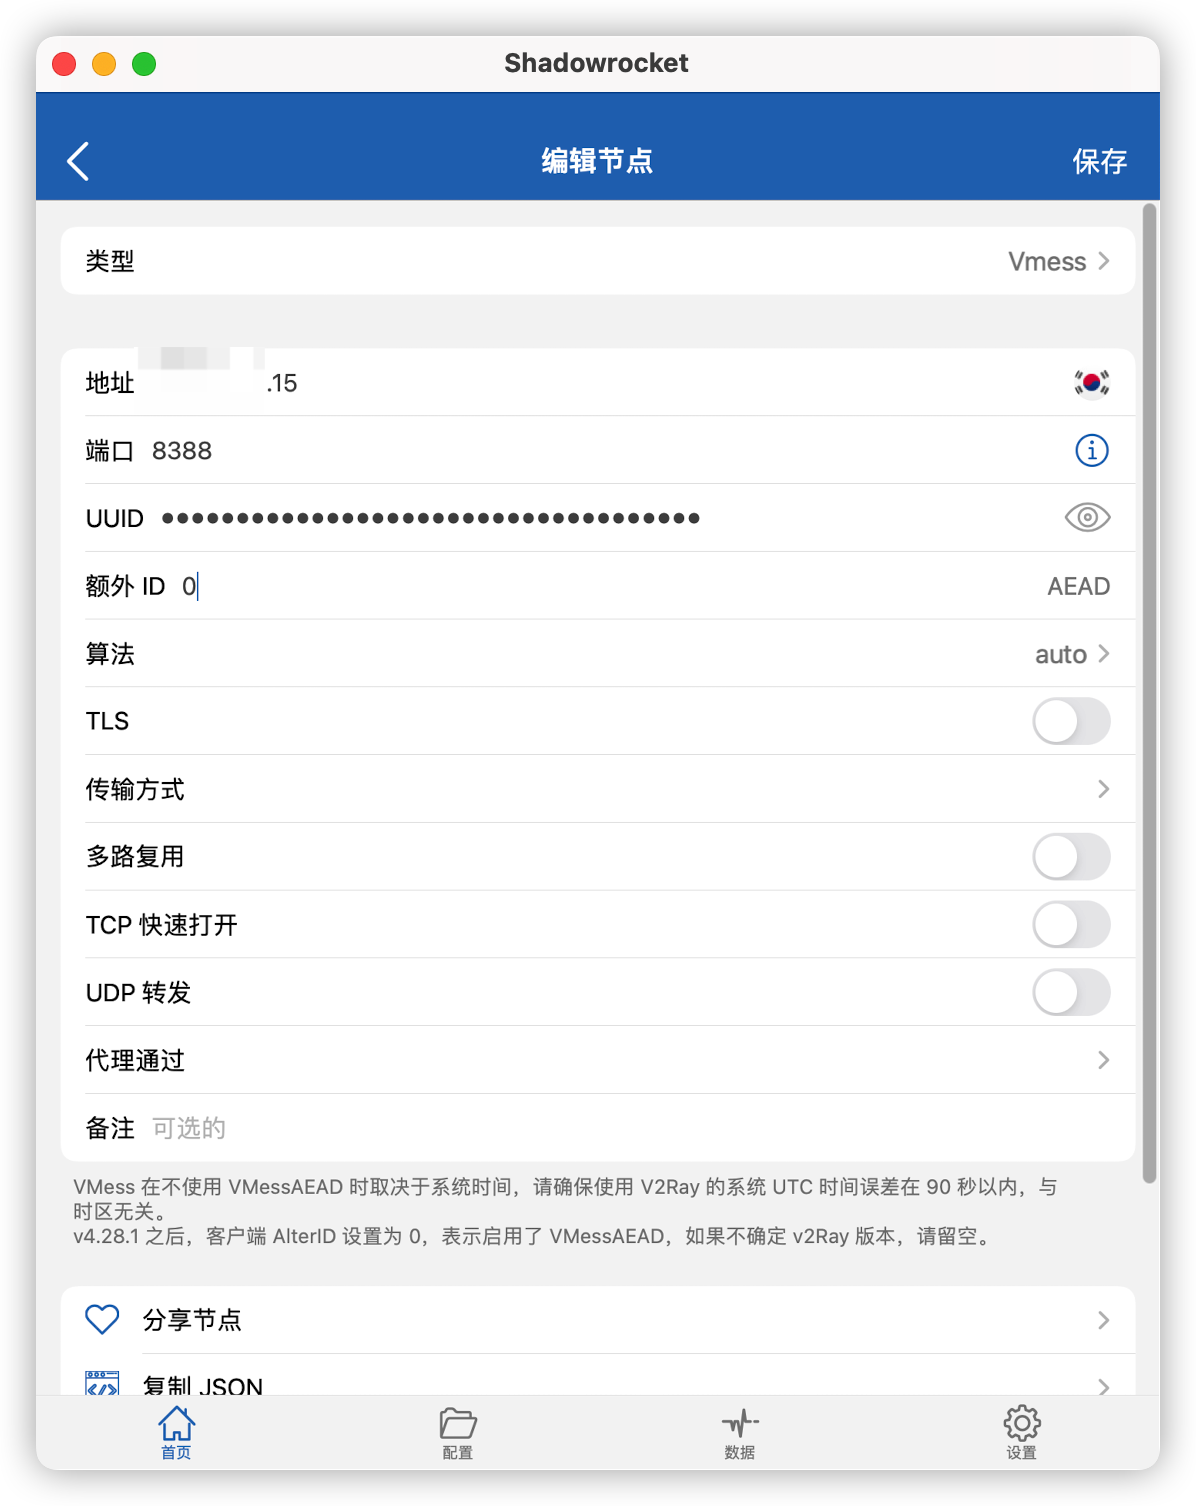 Shadowrocket
编辑节点
保存
类型
Vmess
地址 .15
端口 8388
UUID ••••••••••••••••••••••••••••••••••••
额外 ID 0
AEAD
算法
auto
TLS
传输方式
多路复用
TCP 快速打开
UDP 转发
代理通过
备注 可选的
VMess 在不使用 VMessAEAD 时取决于系统时间，请确保使用 V2Ray 的系统 UTC 时间误差在 90 秒以内，与
时区无关。
v4.28.1 之后，客户端 AlterID 设置为 0，表示启用了 VMessAEAD，如果不确定 v2Ray 版本，请留空。
分享节点
复制 JSON
首页
配置
数据
设置